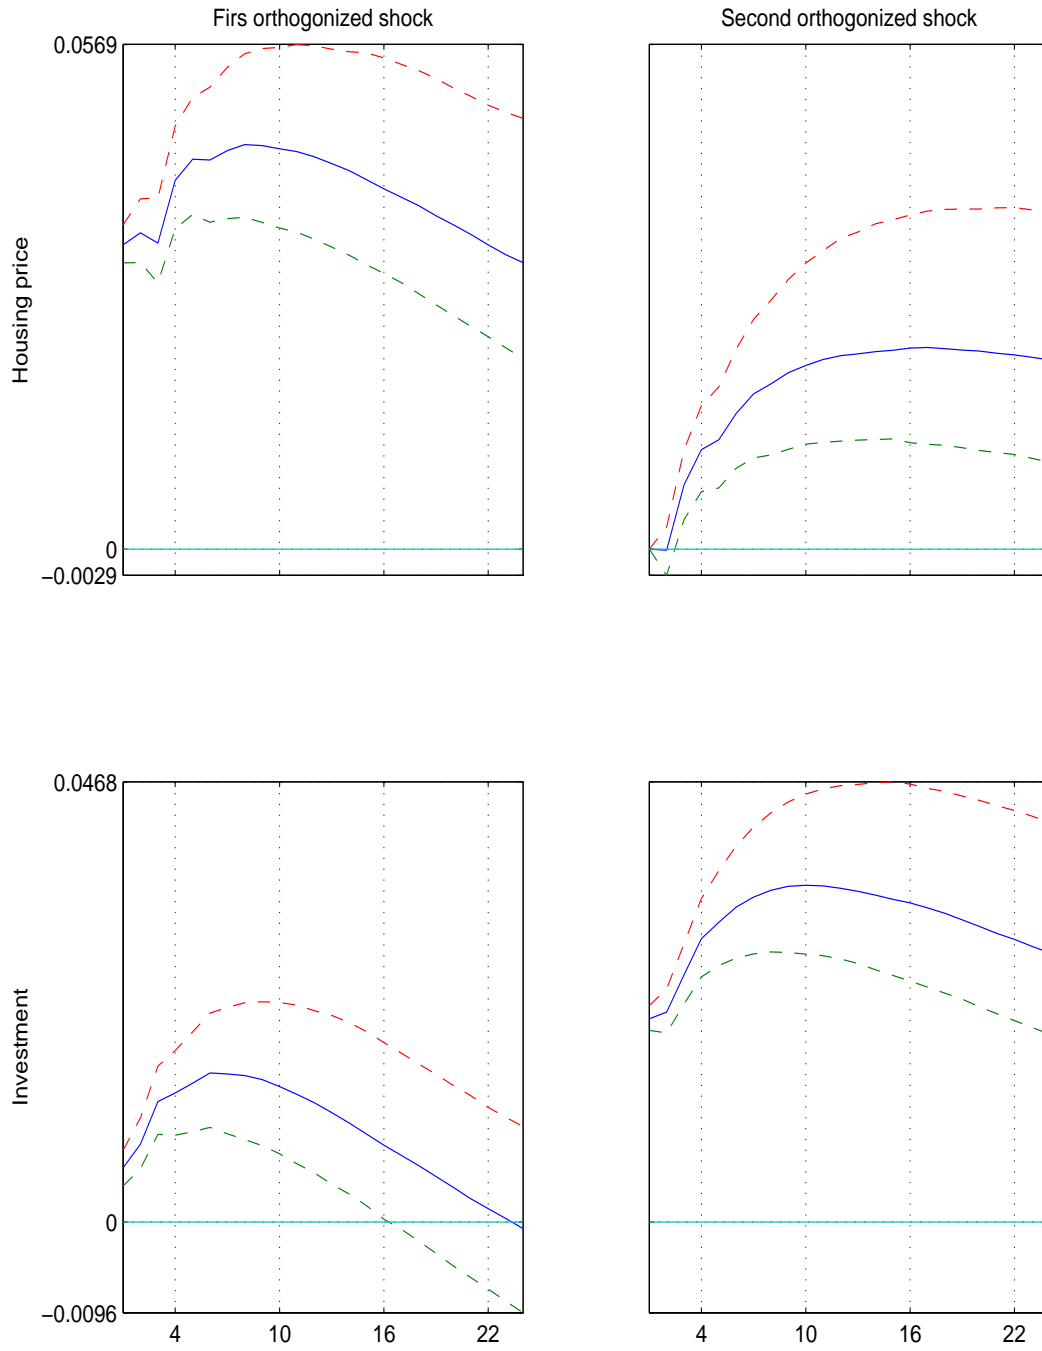 Firs orthogonized shock
Second orthogonized shock
0.0569
Housing price
0
−0.0029
0.0468
Investment
0
−0.0096
4 10 16 22
4 10 16 22